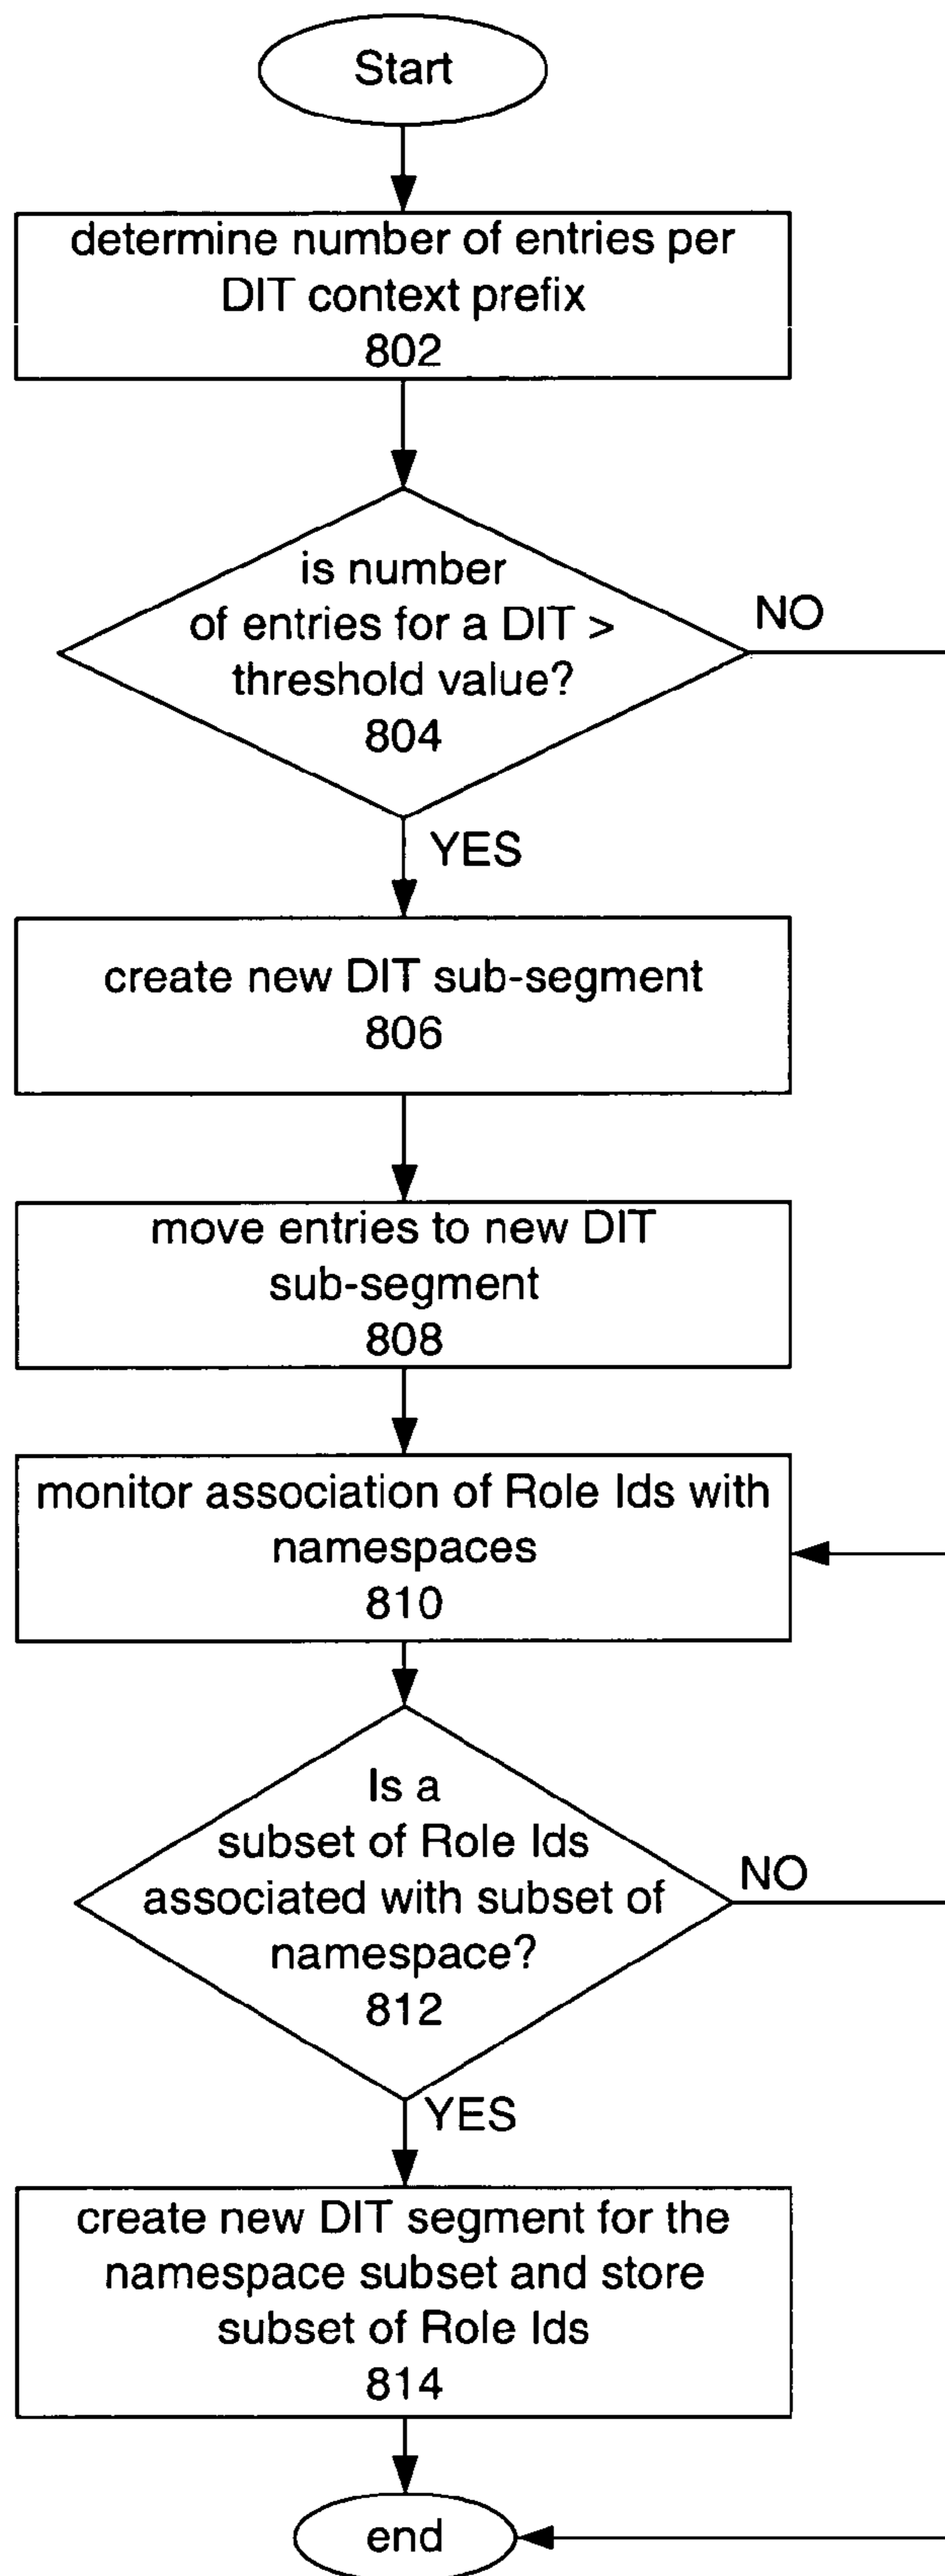 Start
determine number of entries per
DIT context prefix
802
is number
of entries for a DIT >
threshold value?
804
NO
YES
create new DIT sub-segment
806
move entries to new DIT
sub-segment
808
monitor association of Role Ids with
namespaces
810
Is a
subset of Role Ids
associated with subset of
namespace?
812
NO
YES
create new DIT segment for the
namespace subset and store
subset of Role Ids
814
end